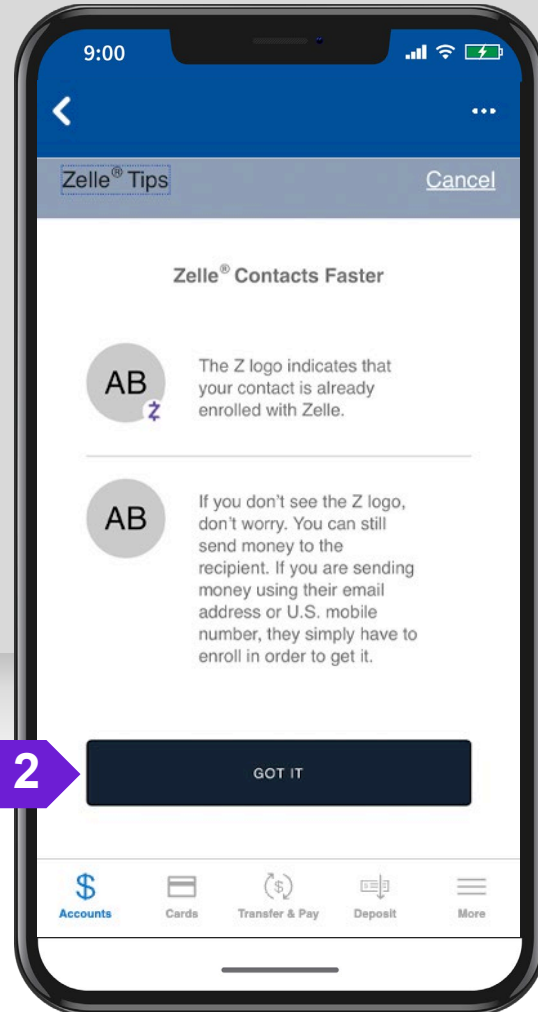 9:00
Zelle® Tips
Cancel
Zelle® Contacts Faster
AB
The Z logo indicates that
your contact is already
enrolled with Zelle.
AB
If you don't see the Z logo,
don't worry. You can still
send money to the
recipient. If you are sending
money using their email
address or U.S. mobile
number, they simply have to
enroll in order to get it.
2
GOT IT
Accounts
Cards
Transfer & Pay
Deposit
More